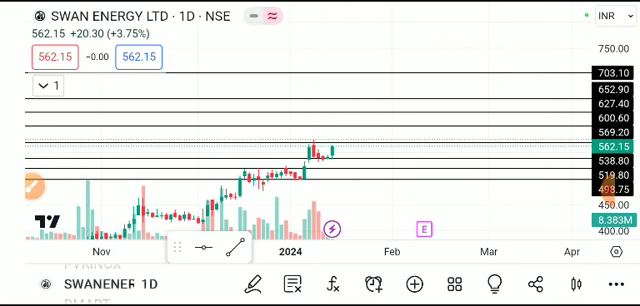 SWAN ENERGY LTD · 1D · NSE
INR
562.15 +20.30 (+3.75%)
562.15
−0.00
562.15
1
750.00
703.10
652.90
627.40
600.60
569.20
562.15
538.80
519.80
498.75
450.00
8.383M
400.00
E
Nov
2024
Feb
Mar
Apr
SWANENER 1D